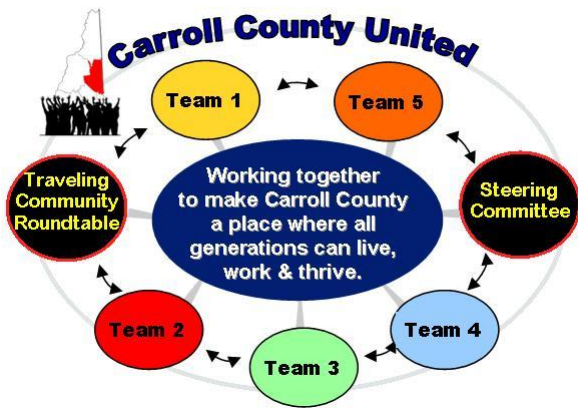 Carroll County United
Team 1
Team 5
Traveling
Community
Roundtable
Working together
to make Carroll County
a place where all
generations can live,
work & thrive.
Steering
Committee
Team 2
Team 4
Team 3